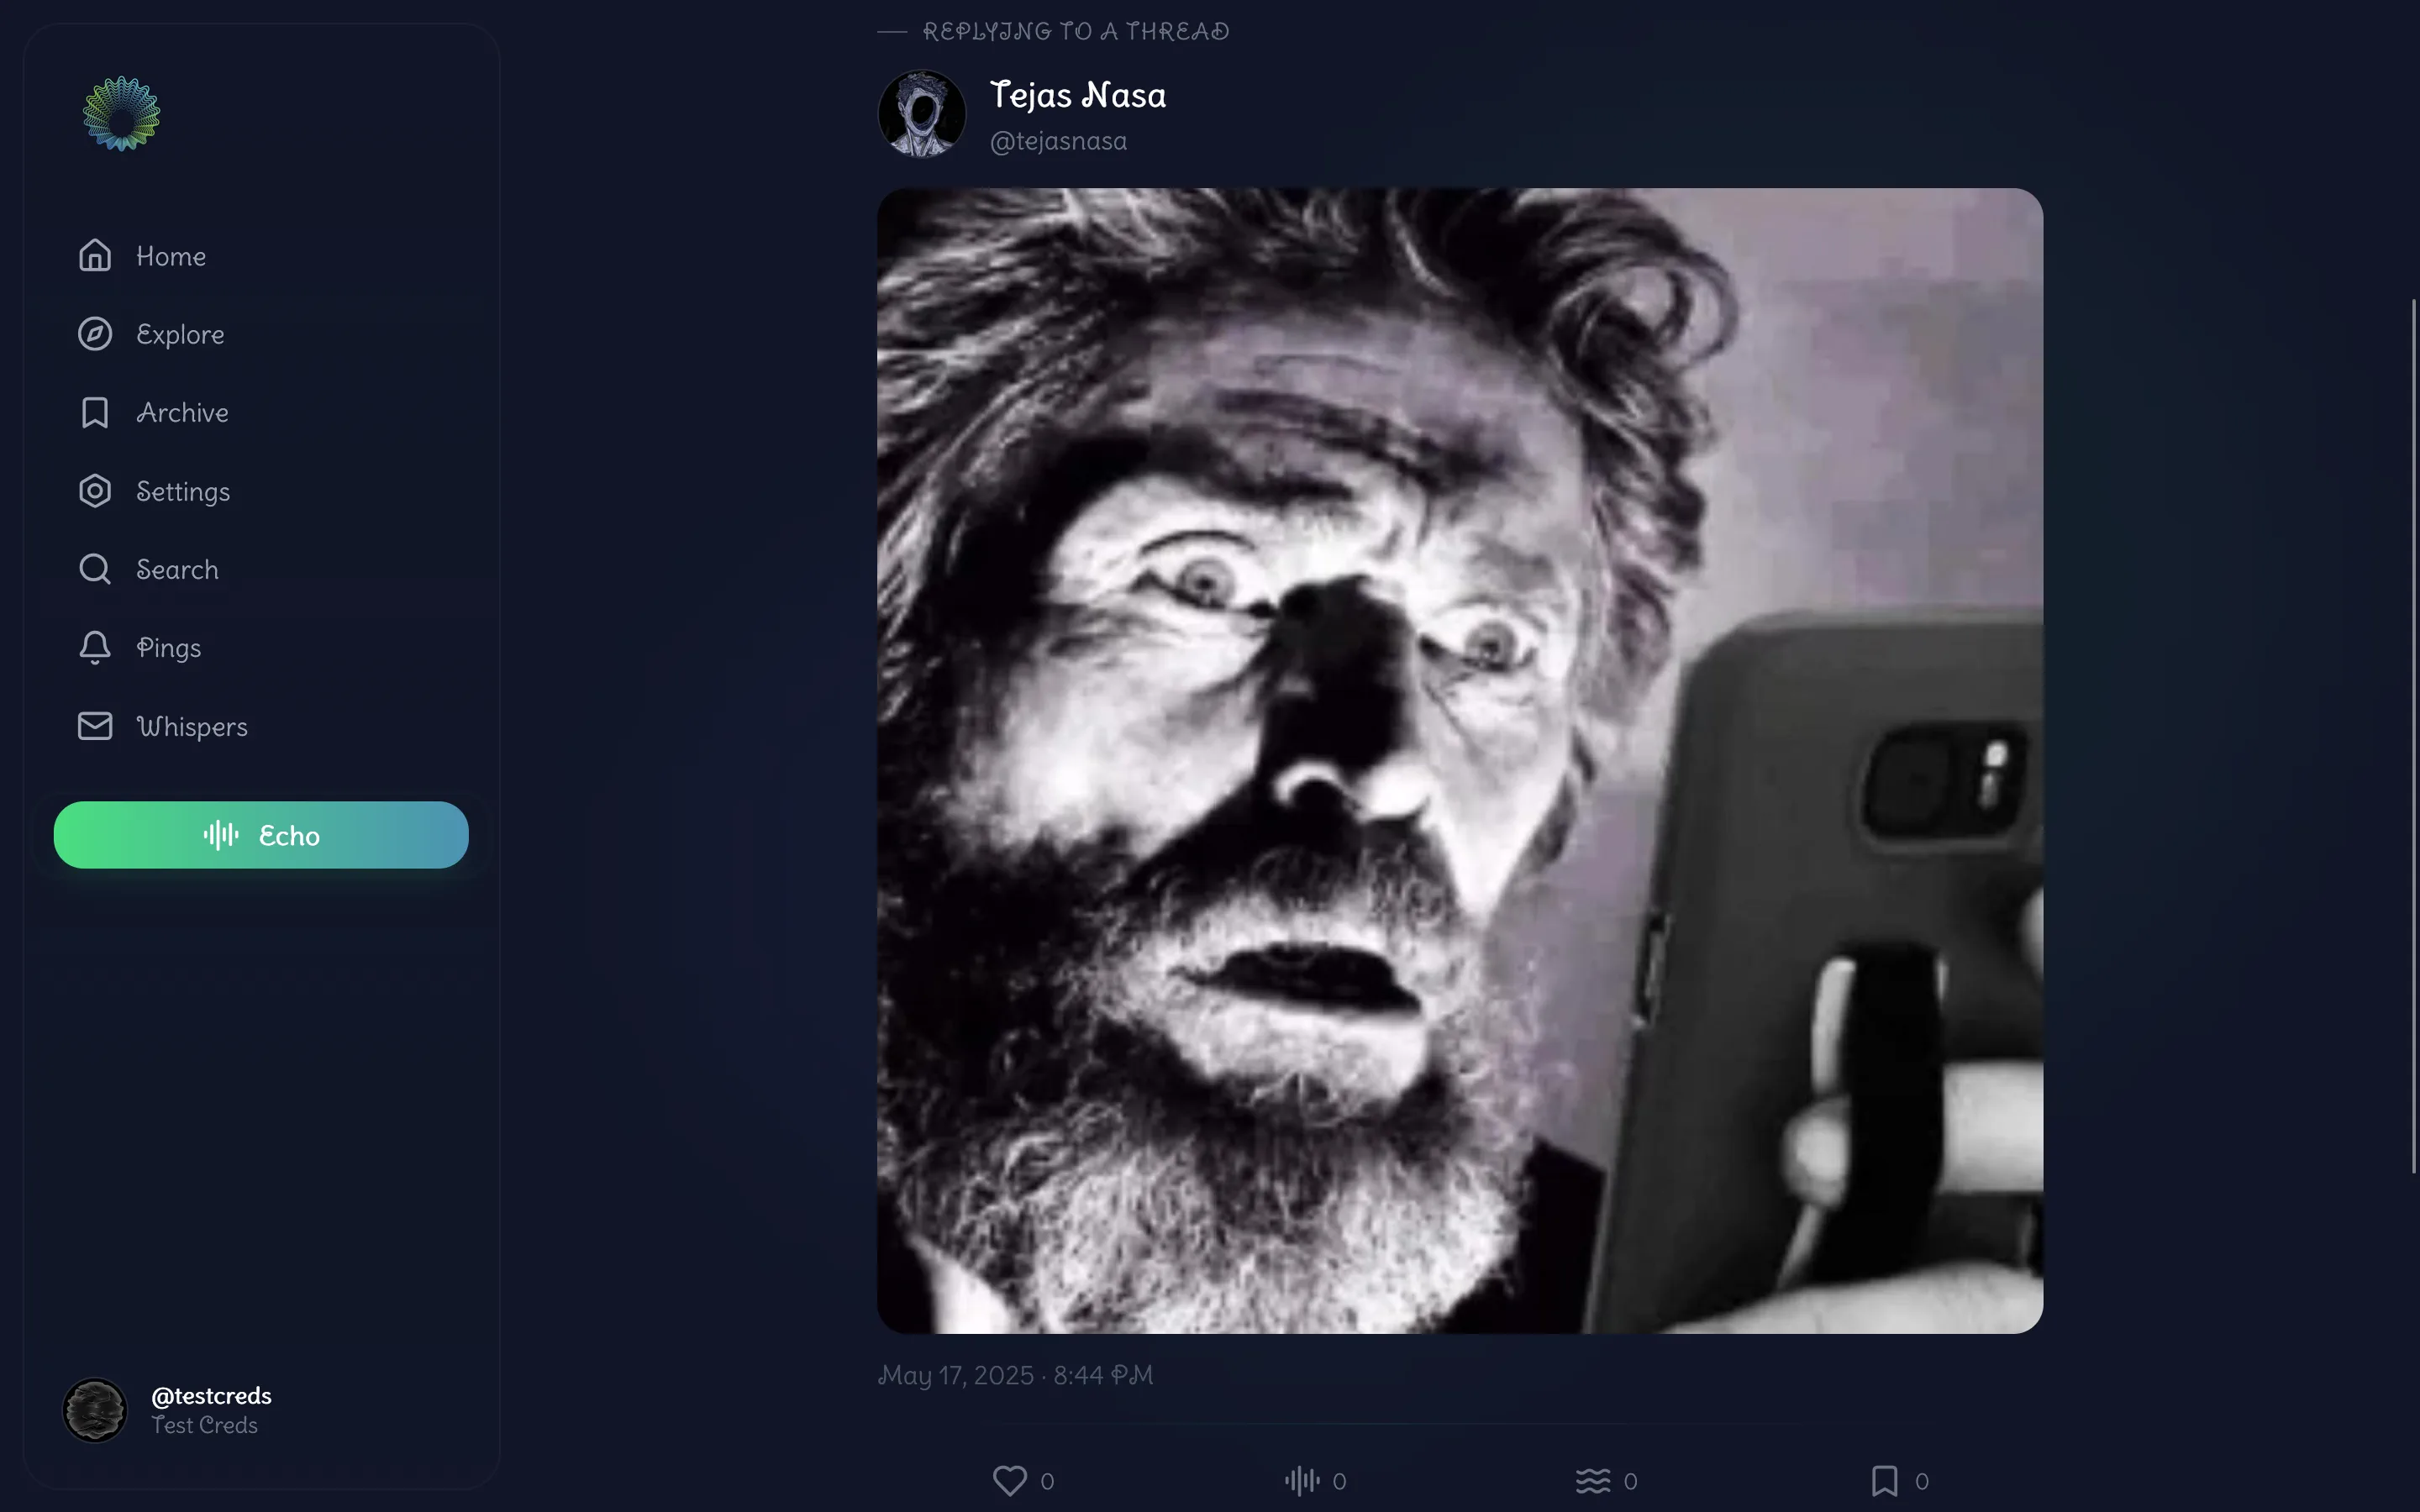 REPLYING TO A THREAD
Tejas Nasa
@tejasnasa
Home
Explore
Archive
Settings
Search
Pings
Whispers
Echo
@testcreds
Test Creds
May 17, 2025 · 8:44 PM
0
0
0
0